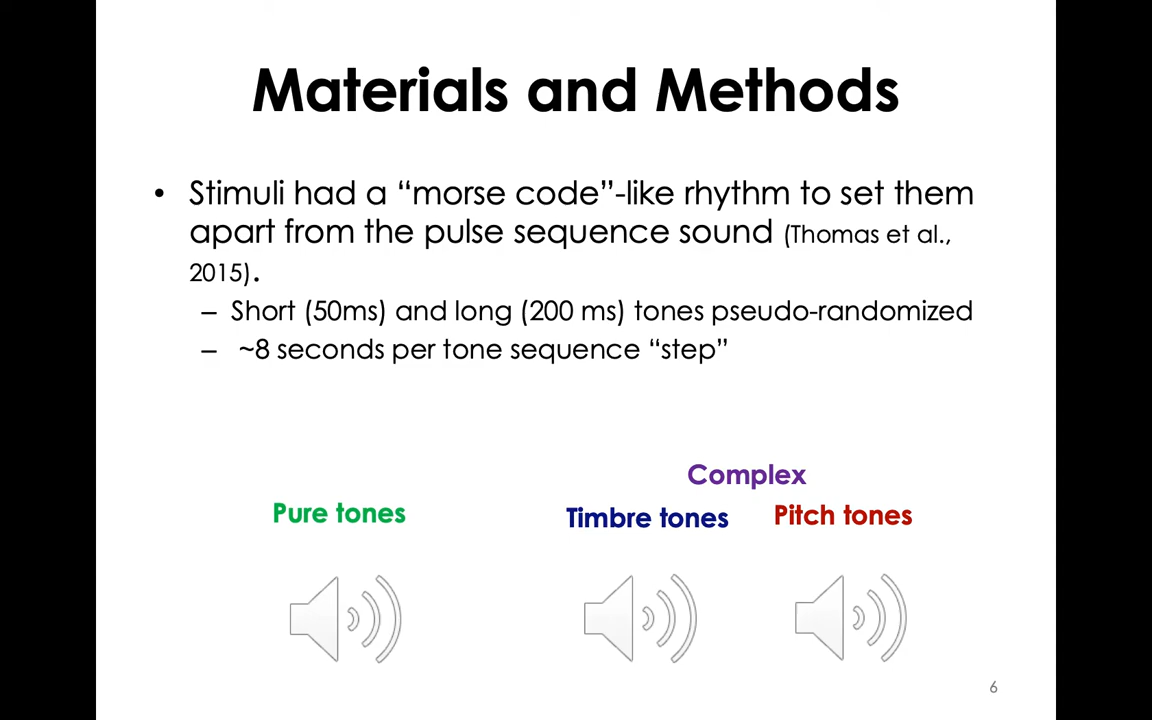 Materials and Methods
• Stimuli had a “morse code”-like rhythm to set them
apart from the pulse sequence sound (Thomas et al.,
2015).
– Short (50ms) and long (200 ms) tones pseudo-randomized
– ~8 seconds per tone sequence “step”
Complex
Pure tones
Timbre tones
Pitch tones
6